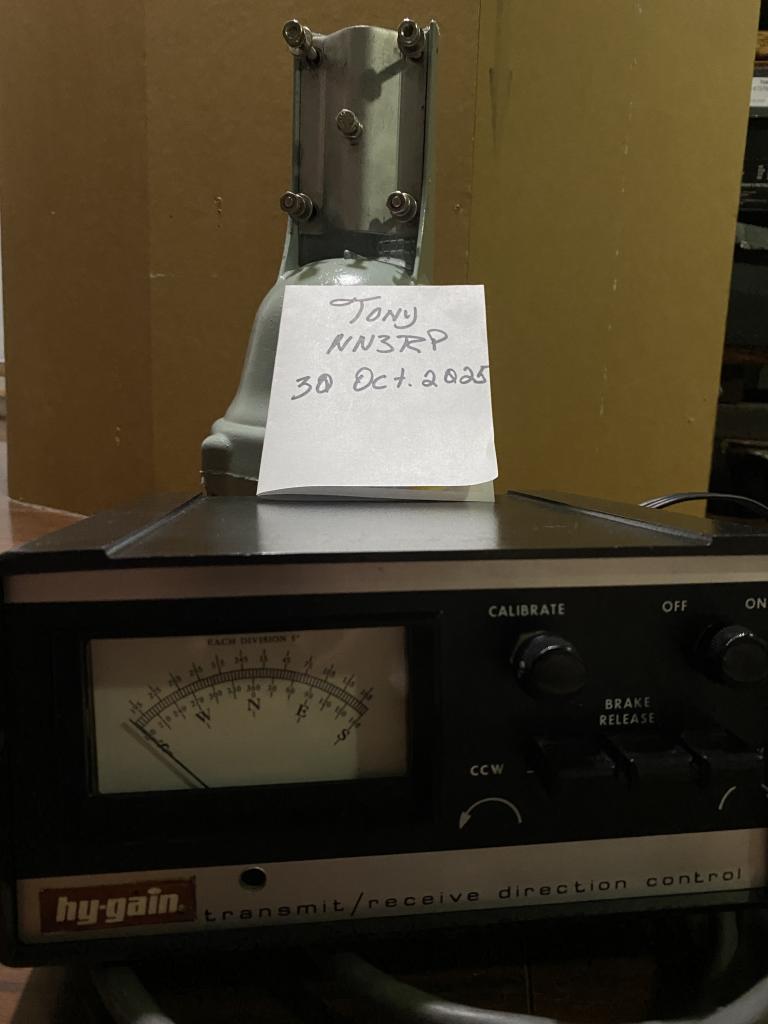 Tony
NN3RP
30 Oct. 2025
EACH DIVISION 5°
W N E S
S
CALIBRATE
OFF ON
BRAKE
RELEASE
CCW
hy-gain.
transmit/receive direction control